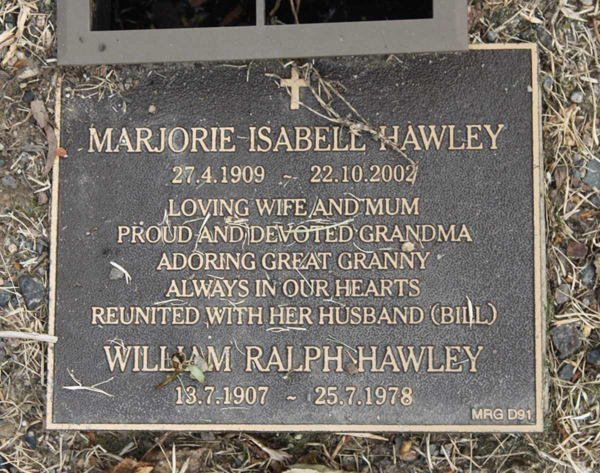 MARJORIE ISABELL HAWLEY
27.4.1909 ~ 22.10.2002
LOVING WIFE AND MUM
PROUD AND DEVOTED GRANDMA
ADORING GREAT GRANNY
ALWAYS IN OUR HEARTS
REUNITED WITH HER HUSBAND (BILL)
WILLIAM RALPH HAWLEY
13.7.1907 ~ 25.7.1978
MRG D91